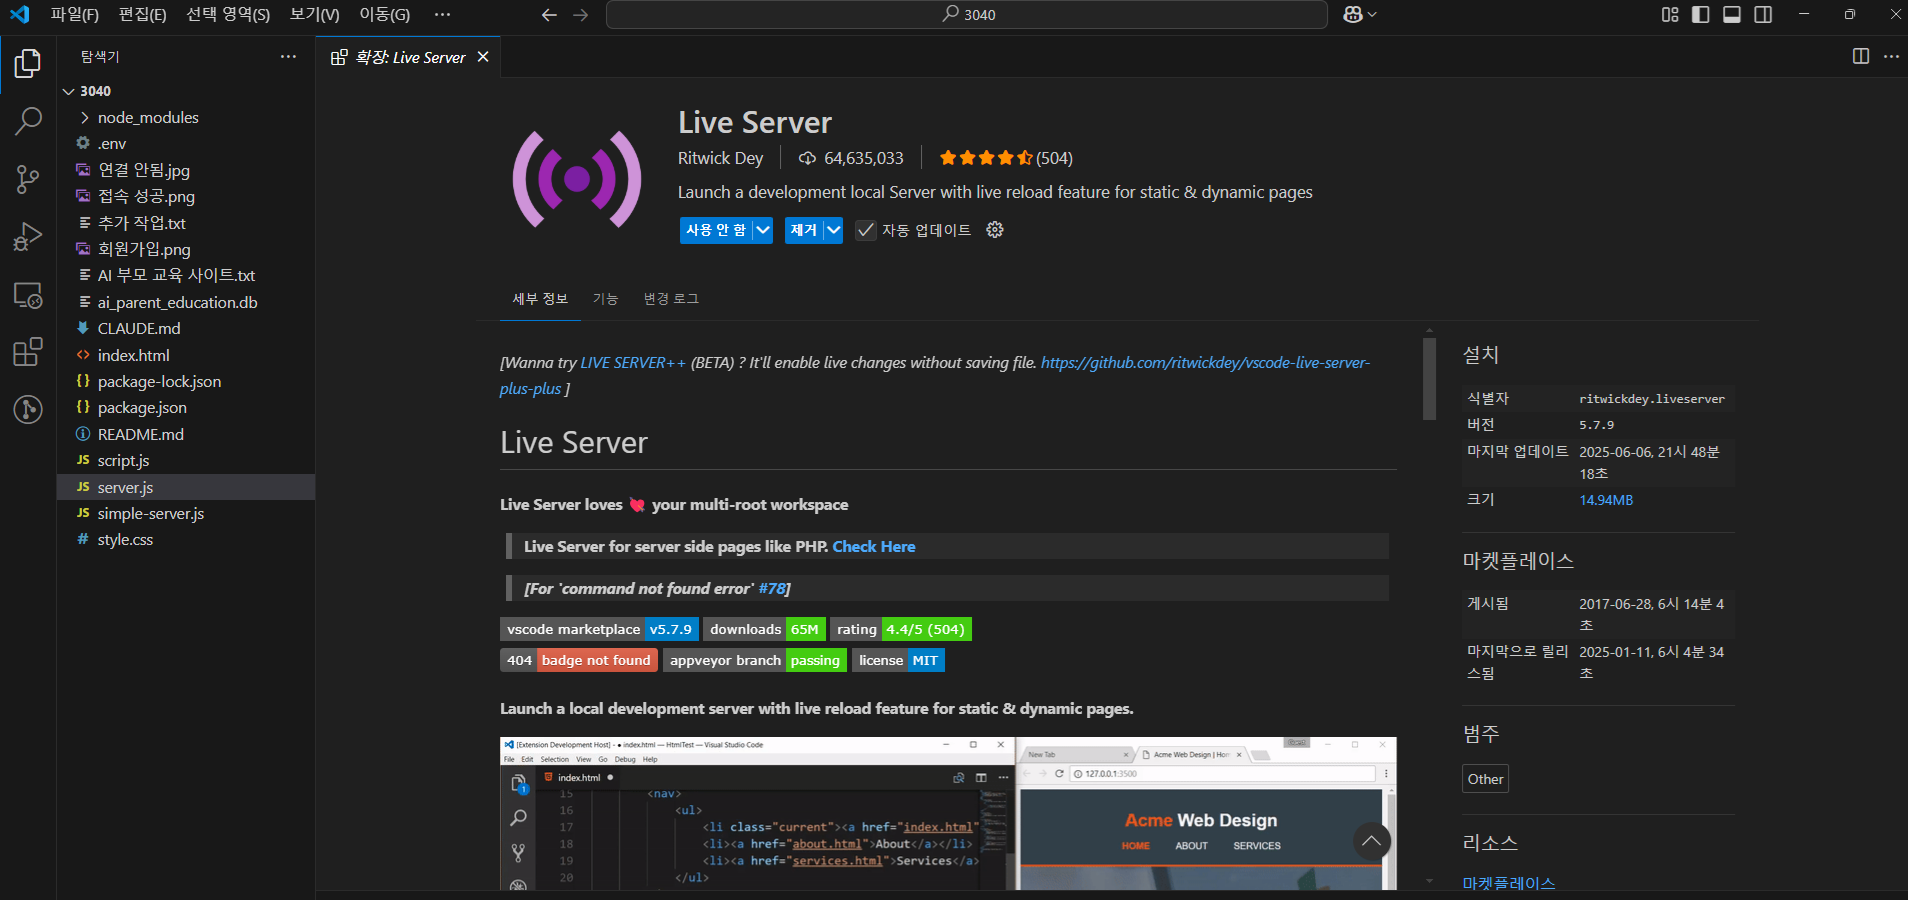 파일(F) 편집(E) 선택 영역(S) 보기(V) 이동(G) ···
3040
탐색기 ···
3040
node_modules
.env
연결 안됨.jpg
접속 성공.png
추가 작업.txt
회원가입.png
AI 부모 교육 사이트.txt
ai_parent_education.db
CLAUDE.md
index.html
package-lock.json
package.json
README.md
JS script.js
JS server.js
JS simple-server.js
# style.css
확장: Live Server
Live Server
Ritwick Dey 64,635,033 (504)
Launch a development local Server with live reload feature for static & dynamic pages
사용 안 함 제거 자동 업데이트
세부 정보 기능 변경 로그
[Wanna try LIVE SERVER++ (BETA) ? It'll enable live changes without saving file. https://github.com/ritwickdey/vscode-live-server-
plus-plus ]
Live Server
Live Server loves 💘 your multi-root workspace
Live Server for server side pages like PHP. Check Here
[For `command not found error` #78]
vscode marketplace v5.7.9 downloads 65M rating 4.4/5 (504)
404 badge not found appveyor branch passing license MIT
Launch a local development server with live reload feature for static & dynamic pages.
[Extension Development Host] - ● index.html — HtmlTest — Visual Studio Code
File Edit Selection View Go Debug Help
index.html ●
1
15 <nav>
16 <ul>
17 <li class="current"><a href="index.html"
18 <li><a href="about.html">About</a></li>
19 <li><a href="services.html">Services</a>
20 </ul>
New Tab Acme Web Design | Hom
Guest
127.0.0.1:3500
Acme Web Design
HOME ABOUT SERVICES
설치
식별자 ritwickdey.liveserver
버전 5.7.9
마지막 업데이트 2025-06-06, 21시 48분
18초
크기 14.94MB
마켓플레이스
게시됨 2017-06-28, 6시 14분 4
초
마지막으로 릴리 2025-01-11, 6시 4분 34
스됨 초
범주
Other
리소스
마켓플레이스